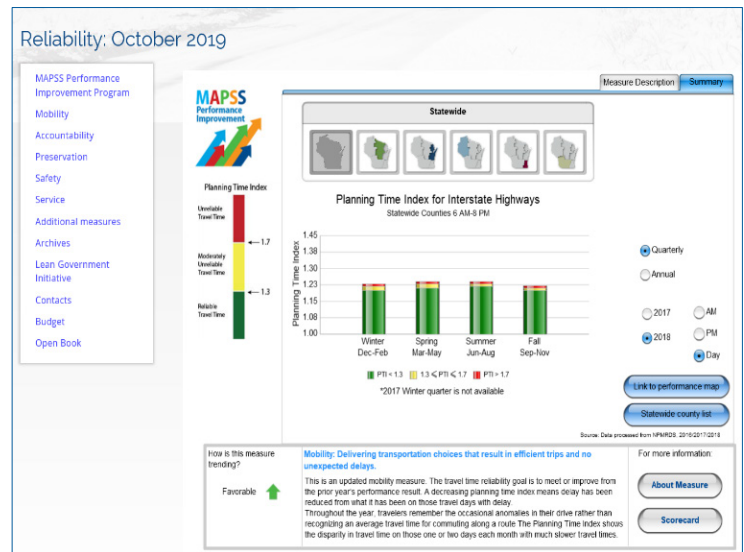 Reliability: October 2019
MAPSS Performance
Improvement Program
Mobility
Accountability
Preservation
Safety
Service
Additional measures
Archives
Lean Government
Initiative
Contacts
Budget
Open Book
MAPSS
Performance
Improvement
Measure Description
Summary
Statewide
Planning Time Index
Unreliable
Travel Time
1.7
Moderately
Unreliable
Travel Time
1.3
Reliable
Travel Time
Planning Time Index for Interstate Highways
Statewide Counties 6 AM-8 PM
Planning Time Index
1.45
1.38
1.30
1.23
1.15
1.08
1.00
Winter
Dec-Feb
Spring
Mar-May
Summer
Jun-Aug
Fall
Sep-Nov
PTI < 1.3
1.3 ⩽ PTI ⩽ 1.7
PTI > 1.7
*2017 Winter quarter is not available
Quarterly
Annual
2017
AM
2018
PM
Day
Link to performance map
Statewide county list
Source: Data processed from NPMRDS, 2016/2017/2018
How is this measure
trending?
Favorable
Mobility: Delivering transportation choices that result in efficient trips and no
unexpected delays.
This is an updated mobility measure. The travel time reliability goal is to meet or improve from
the prior year's performance result. A decreasing planning time index means delay has been
reduced from what it has been on those travel days with delay.
Throughout the year, travelers remember the occasional anomalies in their drive rather than
recognizing an average travel time for commuting along a route The Planning Time Index shows
the disparity in travel time on those one or two days each month with much slower travel times.
For more information:
About Measure
Scorecard